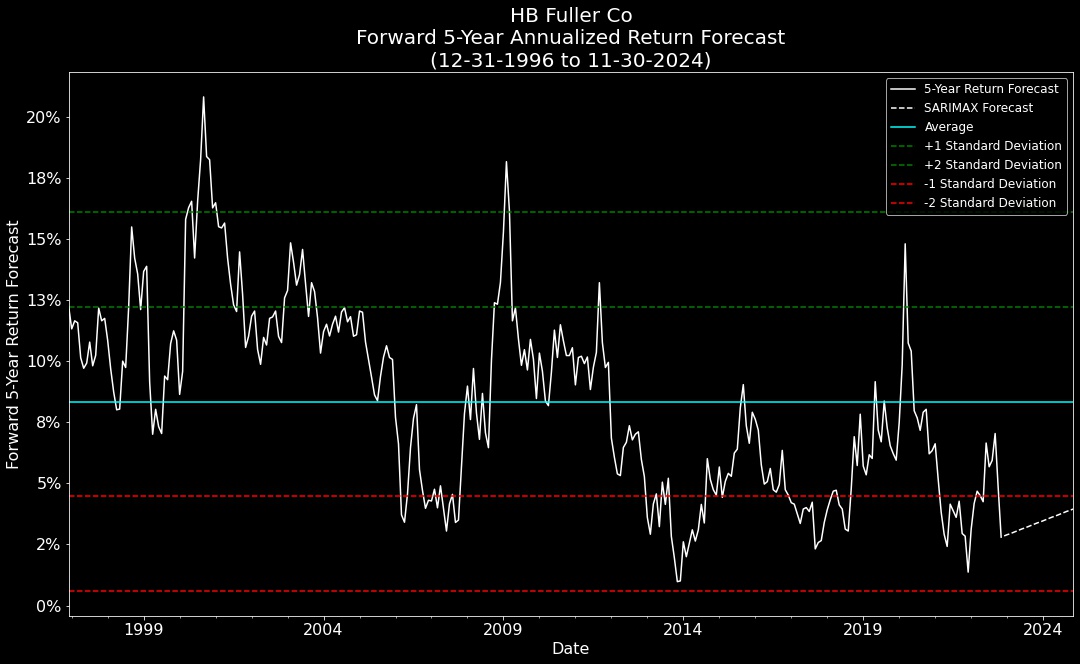 HB Fuller Co
Forward 5-Year Annualized Return Forecast
(12-31-1996 to 11-30-2024)
5-Year Return Forecast
SARIMAX Forecast
Average
+1 Standard Deviation
+2 Standard Deviation
-1 Standard Deviation
-2 Standard Deviation
Forward 5-Year Return Forecast
20%
18%
15%
13%
10%
8%
5%
2%
0%
1999 2004 2009 2014 2019 2024
Date